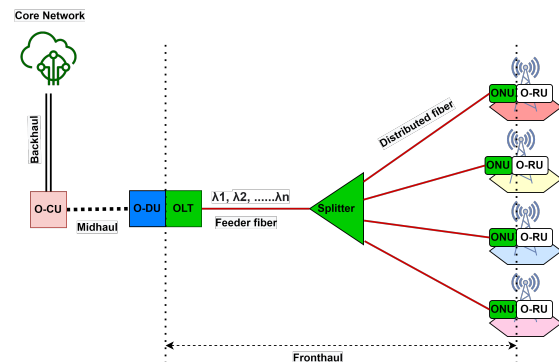 Core Network
Backhaul
O-CU
Midhaul
O-DU
OLT
λ1, λ2, ......λn
Feeder fiber
Splitter
Distributed fiber
ONU
O-RU
ONU
O-RU
ONU
O-RU
ONU
O-RU
Fronthaul